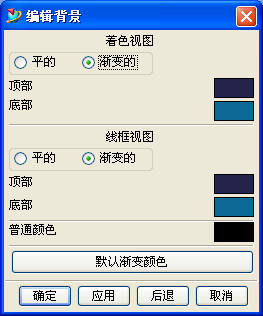 编辑背景
着色视图
平的 渐变的
顶部
底部
线框视图
平的 渐变的
顶部
底部
普通颜色
默认渐变颜色
确定 应用 后退 取消